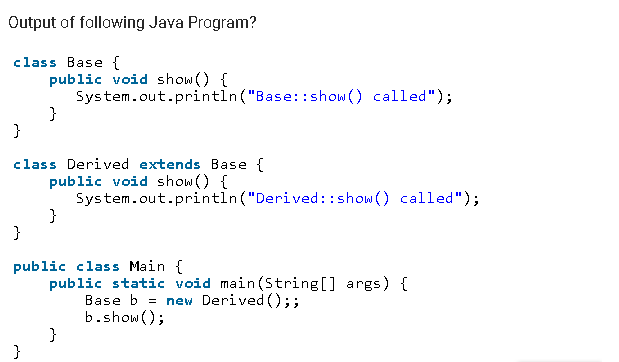 Output of following Java Program?
class Base {
    public void show() {
       System.out.println("Base::show() called");
    }
}
class Derived extends Base {
    public void show() {
       System.out.println("Derived::show() called");
    }
}
public class Main {
    public static void main(String[] args) {
        Base b = new Derived();;
        b.show();
    }
}